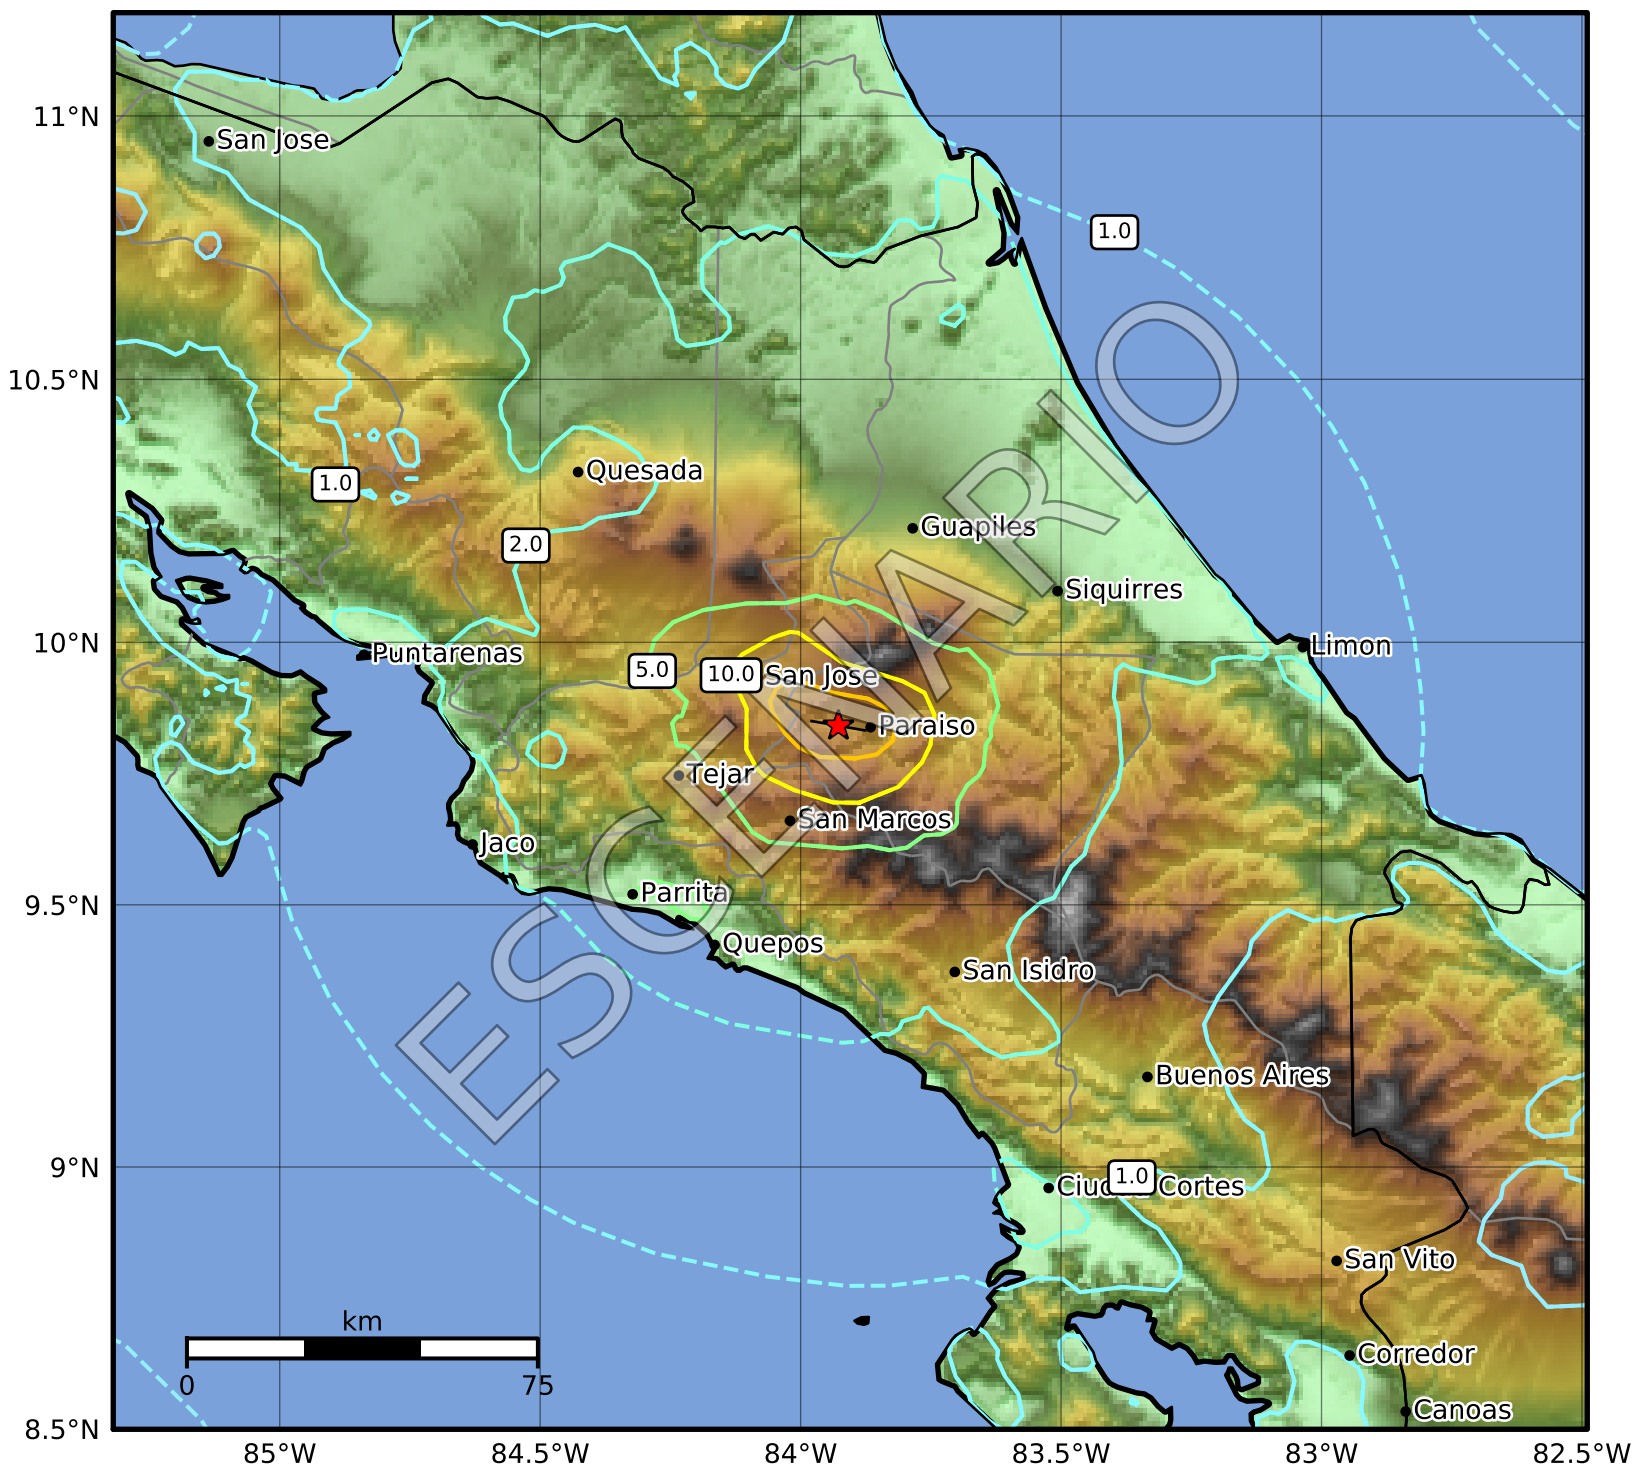 11°N
San Jose
1.0
10.5°N
Quesada
1.0
Guapiles
2.0
Siquirres
10°N
Limon
Puntarenas
5.0
10.0
San Jose
Paraiso
Tejar
San Marcos
Jaco
Parrita
9.5°N
Quepos
San Isidro
ESCENARIO
Buenos Aires
9°N
1.0
Cortes
San Vito
km
0
75
Corredor
Canoas
8.5°N
85°W
84.5°W
84°W
83.5°W
83°W
82.5°W